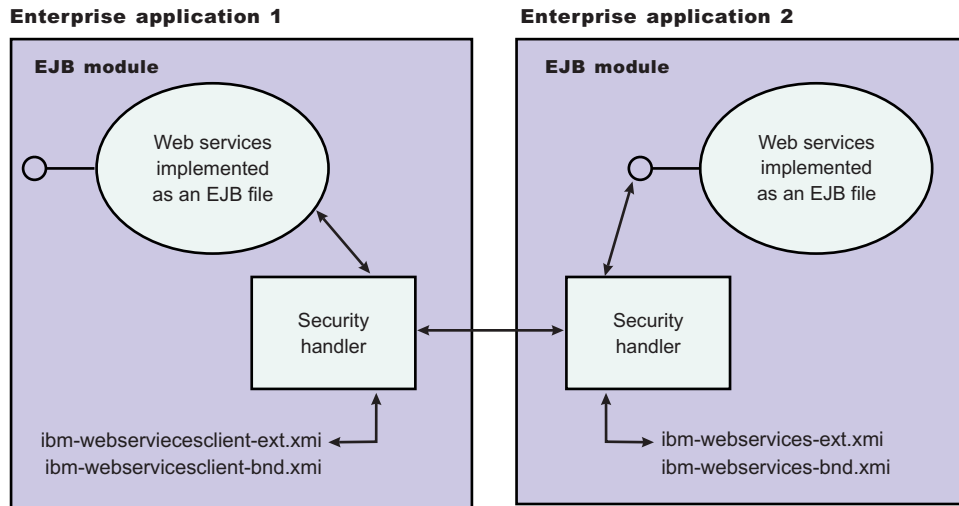 Enterprise application 1
EJB module
Web services
implemented
as an EJB file
Security
handler
ibm-webserviecesclient-ext.xmi
ibm-webservicesclient-bnd.xmi
Enterprise application 2
EJB module
Web services
implemented
as an EJB file
Security
handler
ibm-webservices-ext.xmi
ibm-webservices-bnd.xmi